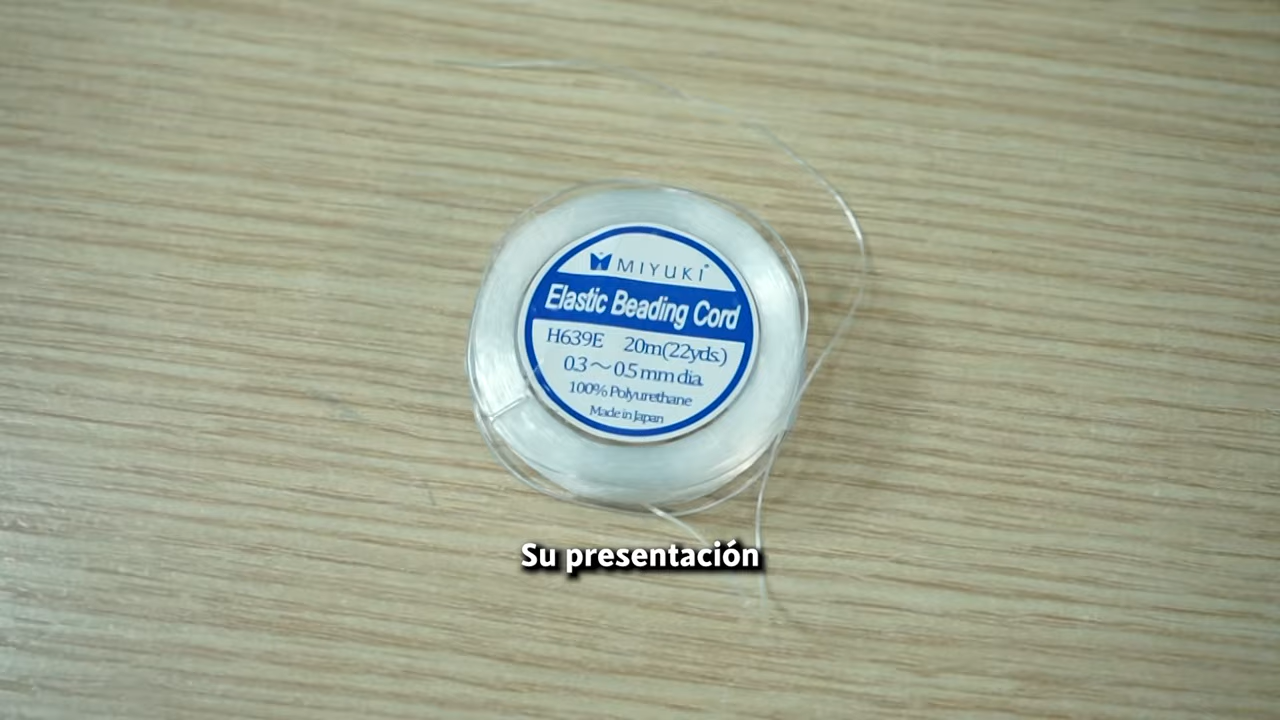 MIYUKI
Elastic Beading Cord
H639E 20m(22yds.)
0.3～0.5mm dia.
100% Polyurethane
Made in Japan
Su presentación